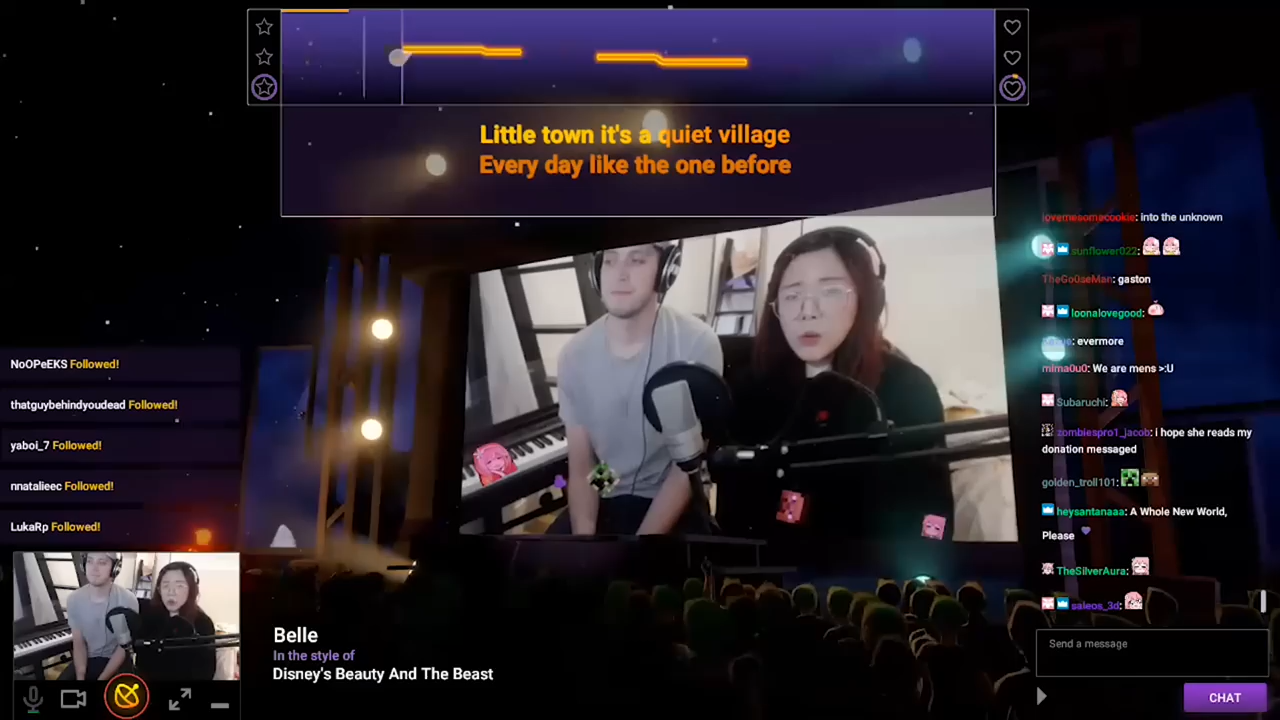 Little town it's a quiet village
Every day like the one before
lovemesomecookie: into the unknown
sunflower022:
TheGoUseMan: gaston
loonalovegood:
: evermore
mima0u0: We are mens >:U
Subaruchi:
zombiespro1_jacob: i hope she reads my
donation messaged
golden_troll101:
heysantanaaa: A Whole New World,
Please
TheSilverAura:
saleos_3d:
NoOPeEKS Followed!
thatguybehindyoudead Followed!
yaboi_7 Followed!
nnatalieec Followed!
LukaRp Followed!
Belle
In the style of
Disney's Beauty And The Beast
Send a message
CHAT